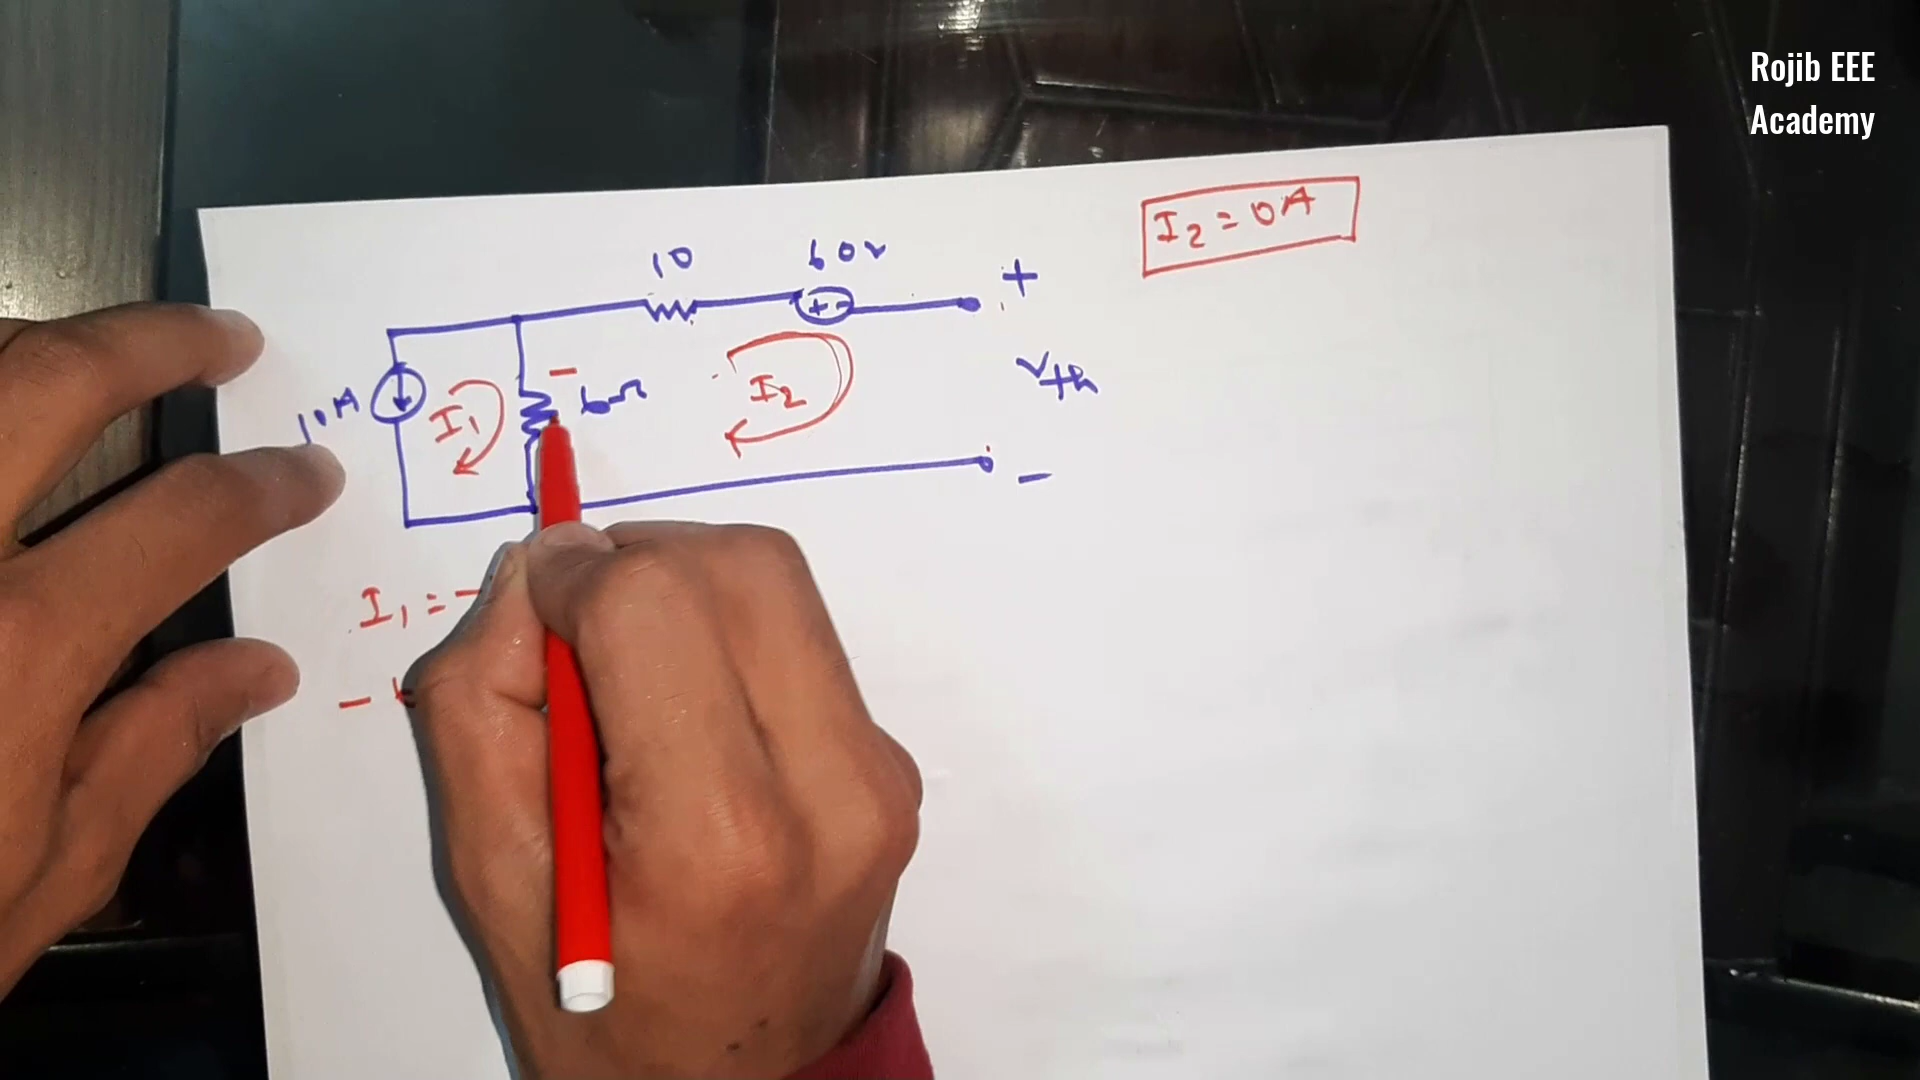 Rojib EEE
Academy
I₂ = 0A
10
60v
+
+ -
10A
I₁
-
6Ω
I₂
Vth
-
I₁ = -
-